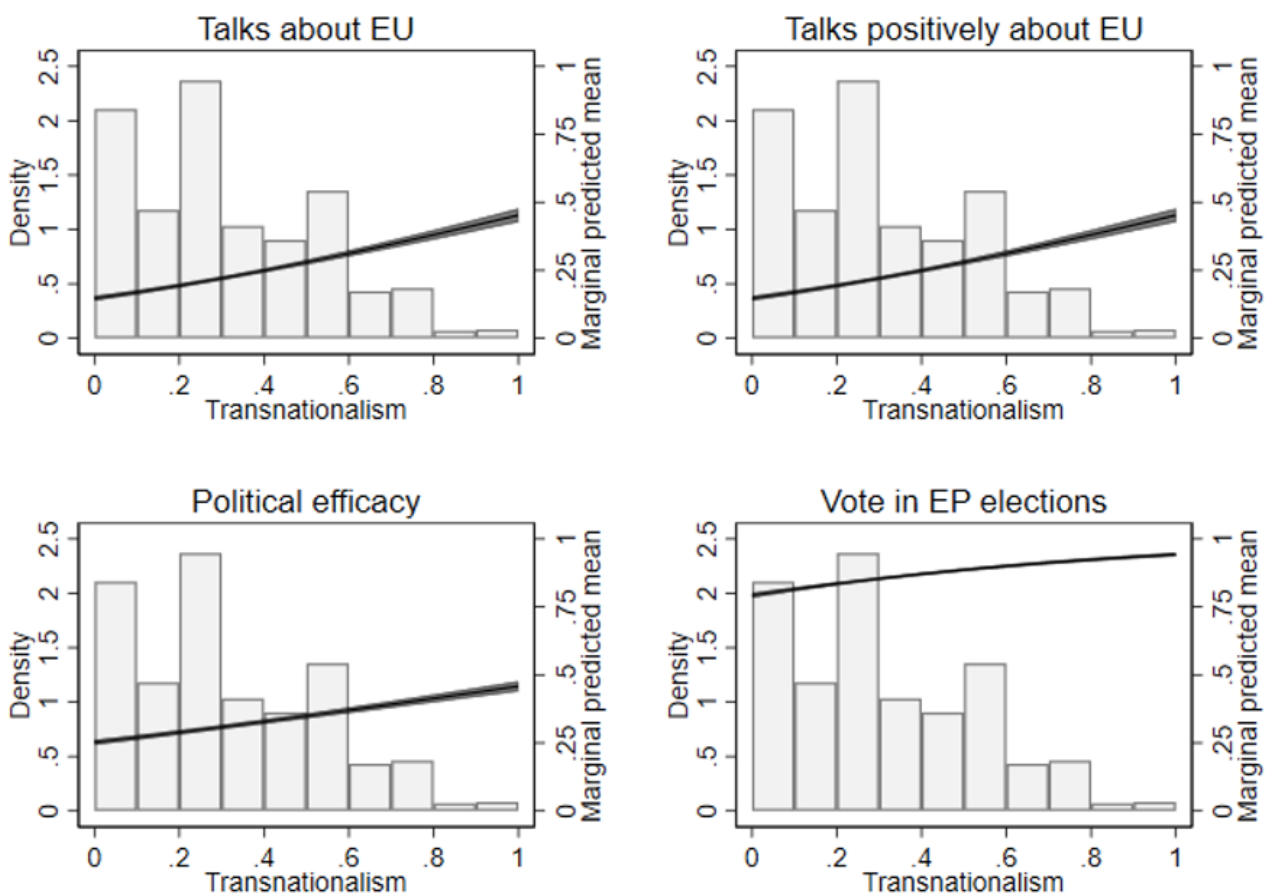 Talks about EU
Density
0 .5 1 1.5 2 2.5
0 .25 .5 .75 1
Marginal predicted mean
0 .2 .4 .6 .8 1
Transnationalism
Talks positively about EU
Density
0 .5 1 1.5 2 2.5
0 .25 .5 .75 1
Marginal predicted mean
0 .2 .4 .6 .8 1
Transnationalism
Political efficacy
Density
0 .5 1 1.5 2 2.5
0 .25 .5 .75 1
Marginal predicted mean
0 .2 .4 .6 .8 1
Transnationalism
Vote in EP elections
Density
0 .5 1 1.5 2 2.5
0 .25 .5 .75 1
Marginal predicted mean
0 .2 .4 .6 .8 1
Transnationalism